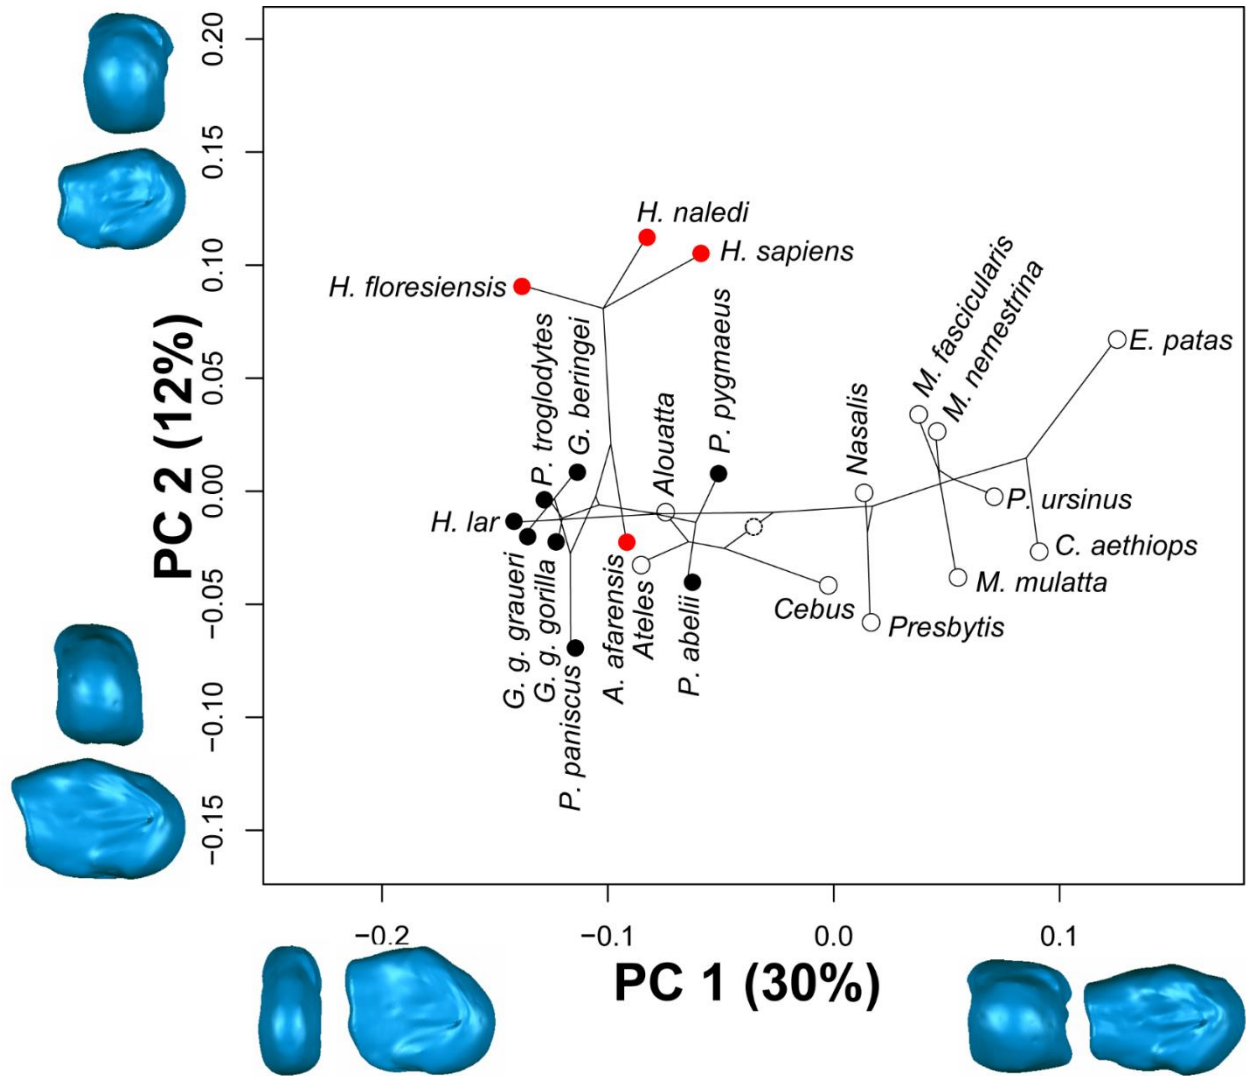 0.20
0.15
0.10
0.05
0.00
−0.05
−0.10
−0.15
PC 2 (12%)
H. naledi
H. sapiens
H. floresiensis
P. troglodytes
G. beringei
Alouatta
P. pygmaeus
Nasalis
M. fascicularis
M. nemestrina
E. patas
P. ursinus
C. aethiops
M. mulatta
H. lar
G. g. graueri
G. g. gorilla
P. paniscus
A. afarensis
Ateles
P. abelii
Cebus
Presbytis
−0.2
−0.1
0.0
0.1
PC 1 (30%)